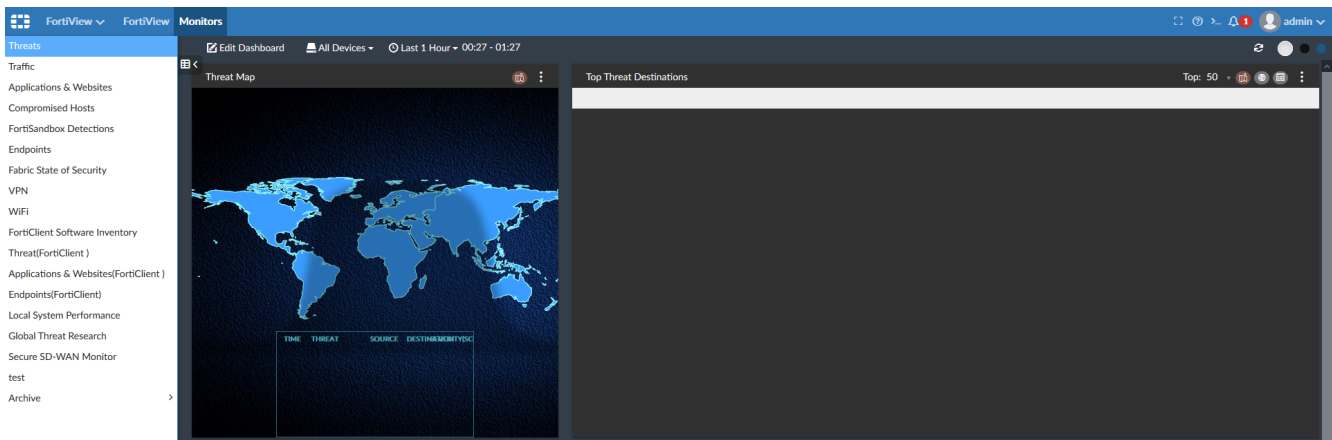 FortiView FortiView Monitors 1 admin
Threats
Traffic
Applications & Websites
Compromised Hosts
FortiSandbox Detections
Endpoints
Fabric State of Security
VPN
WiFi
FortiClient Software Inventory
Threat(FortiClient )
Applications & Websites(FortiClient )
Endpoints(FortiClient)
Local System Performance
Global Threat Research
Secure SD-WAN Monitor
test
Archive
Edit Dashboard All Devices Last 1 Hour 00:27 - 01:27
Threat Map
TIME THREAT SOURCE
Top Threat Destinations Top: 50